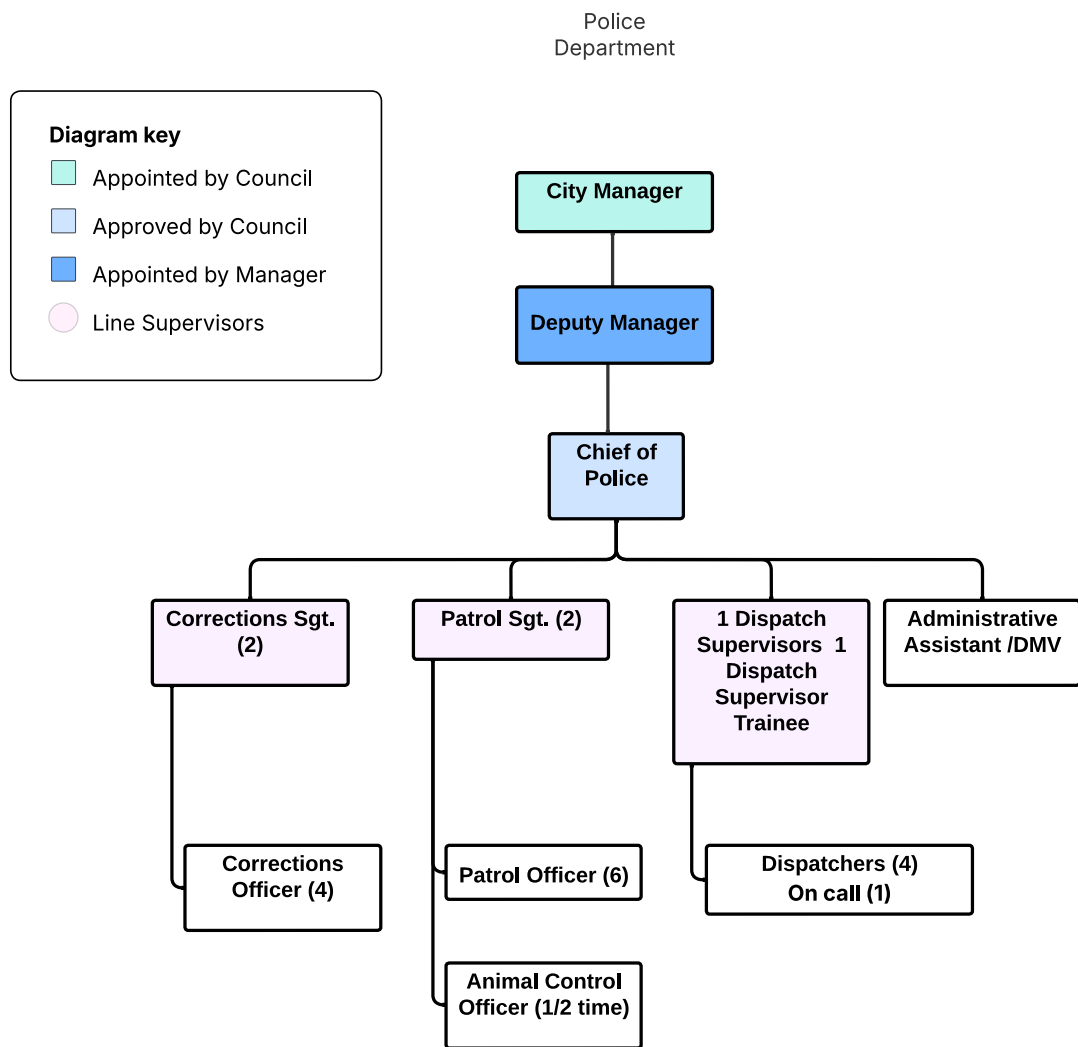 Police
Department
Diagram key
Appointed by Council
Approved by Council
Appointed by Manager
Line Supervisors
City Manager
Deputy Manager
Chief of
Police
Corrections Sgt.
(2)
Patrol Sgt. (2)
1 Dispatch
Supervisors  1
Dispatch
Supervisor
Trainee
Administrative
Assistant /DMV
Corrections
Officer (4)
Patrol Officer (6)
Dispatchers (4)
On call (1)
Animal Control
Officer (1/2 time)